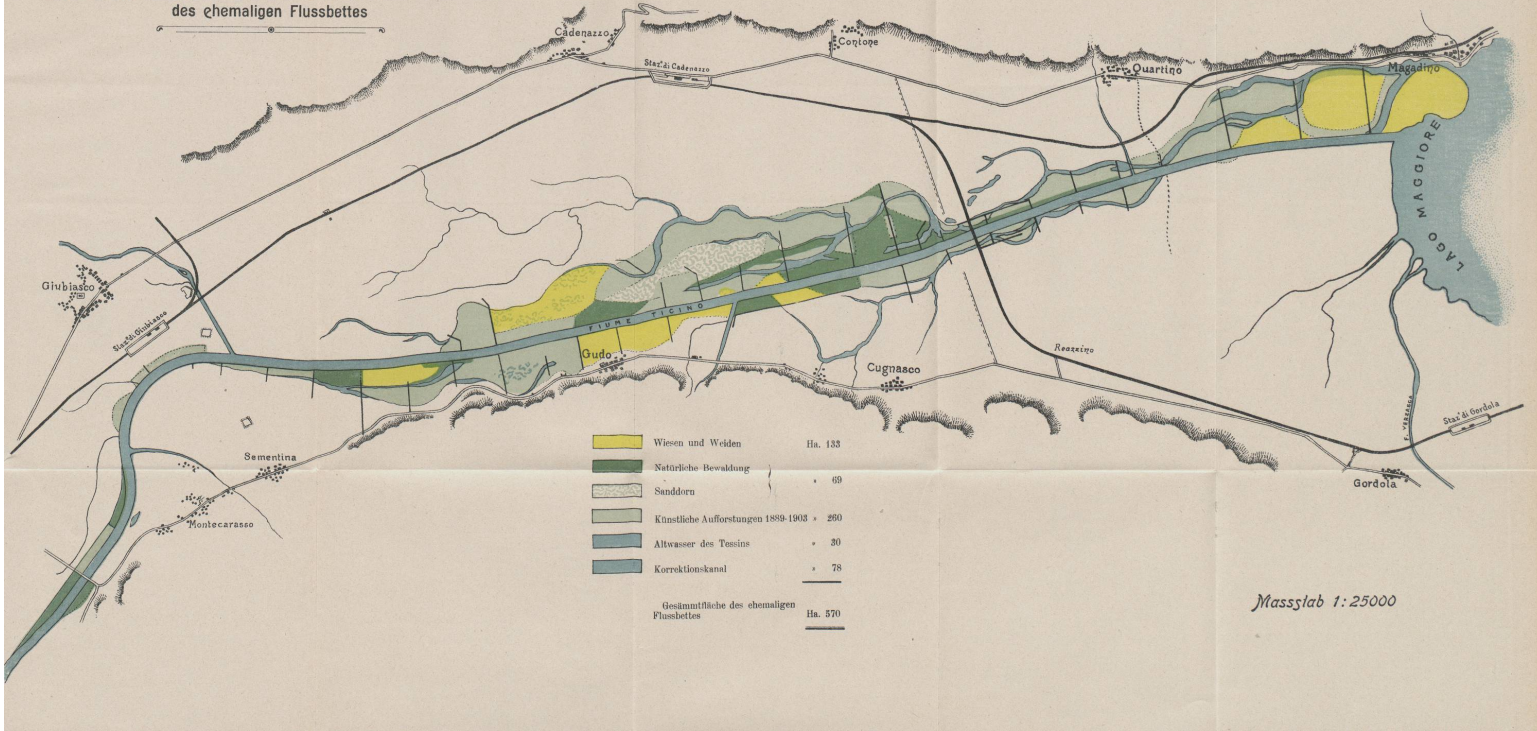 des ehemaligen Flussbettes
Cadenazzo
Contone
Staz. di Cadenazzo
Quartino
Magadino
LAGO MAGGIORE
Giubiasco
Staz. di Giubiasco
FIUME TICINO
Gudo
Cugnasco
Reazzino
F. VERZASCA
Staz. di Gordola
Gordola
Sementina
Montecarasso
Wiesen und Weiden Ha. 133
Natürliche Bewaldung
» 69
Sanddorn
Künstliche Aufforstungen 1889-1903 » 260
Altwasser des Tessins » 30
Korrektionskanal » 78
Gesämmtfläche des ehemaligen
Flussbettes Ha. 570
Massstab 1:25000